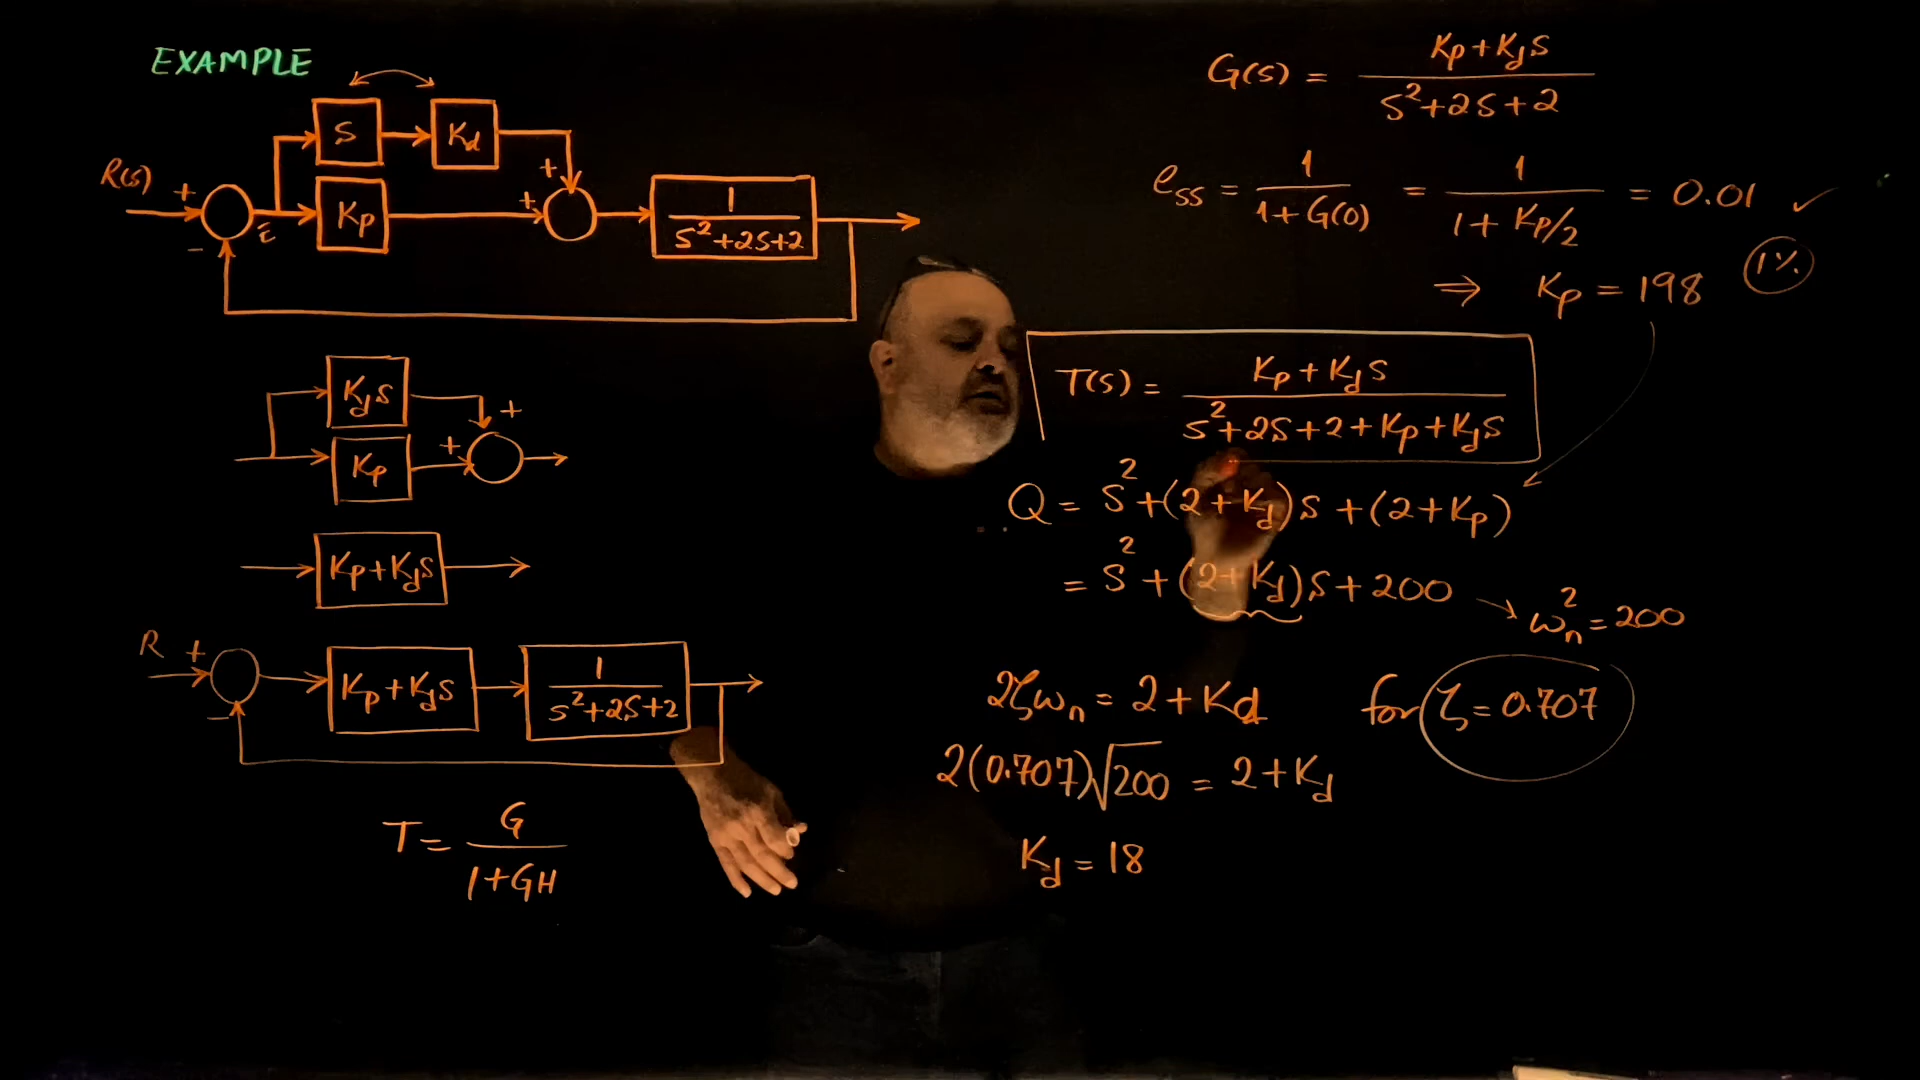 EXAMPLE
R(s) + - E
S Kd
Kp + +
1 / s²+2s+2
Kds
Kp + +
Kp+Kds
R + -
Kp+Kds 1 / s²+2s+2
T = G / 1+GH
G(s) = Kp+Kds / s²+2s+2
ess = 1 / 1+G(0) = 1 / 1+Kp/2 = 0.01 ✓
⇒ Kp = 198 1%
T(s) = Kp+Kds / s²+2s+2+Kp+Kds
Q = s²+(2+Kd)s+(2+Kp)
= s²+(2+Kd)s+200 → ωn²=200
2ζωn = 2+Kd for ζ=0.707
2(0.707)√200 = 2+Kd
Kd = 18